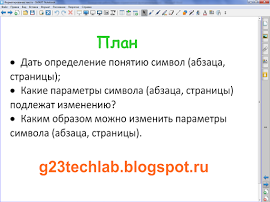 План
• Дать определение понятию символ (абзаца,
страницы);
• Какие параметры символа (абзаца, страницы)
подлежат изменению?
• Каким образом можно изменить параметры
символа (абзаца, страницы).
g23techlab.blogspot.ru